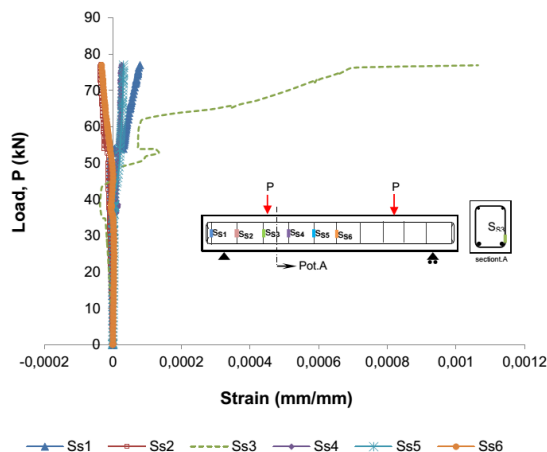 90
80
70
60
50
40
30
20
10
0
Load, P (kN)
P
P
Ss1
Ss2
Ss3
Ss4
Ss5
Ss6
Pot.A
Ss3
sectiont.A
-0,0002
0
0,0002
0,0004
0,0006
0,0008
0,001
0,0012
Strain (mm/mm)
Ss1 Ss2 Ss3 Ss4 Ss5 Ss6